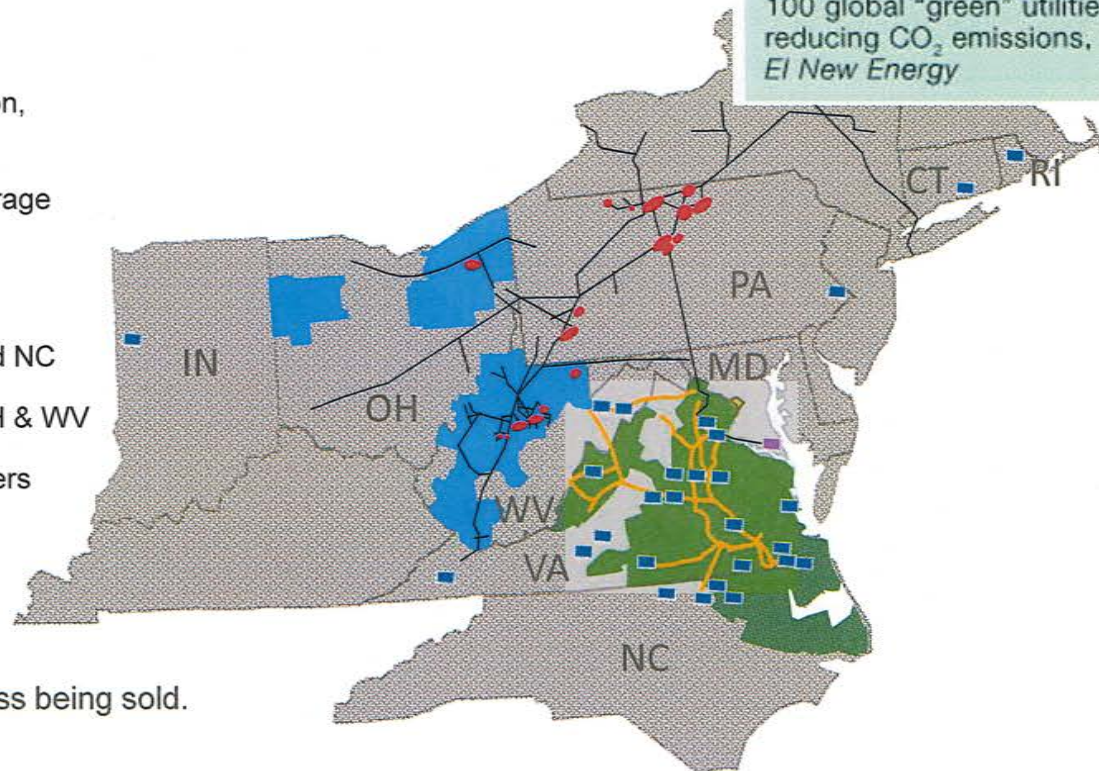 100 global "green" utilitie
reducing CO₂ emissions,
EI New Energy
on,
rage
d NC
H & WV
ers
ss being sold.
CT
RI
PA
IN
MD
OH
WV
VA
NC